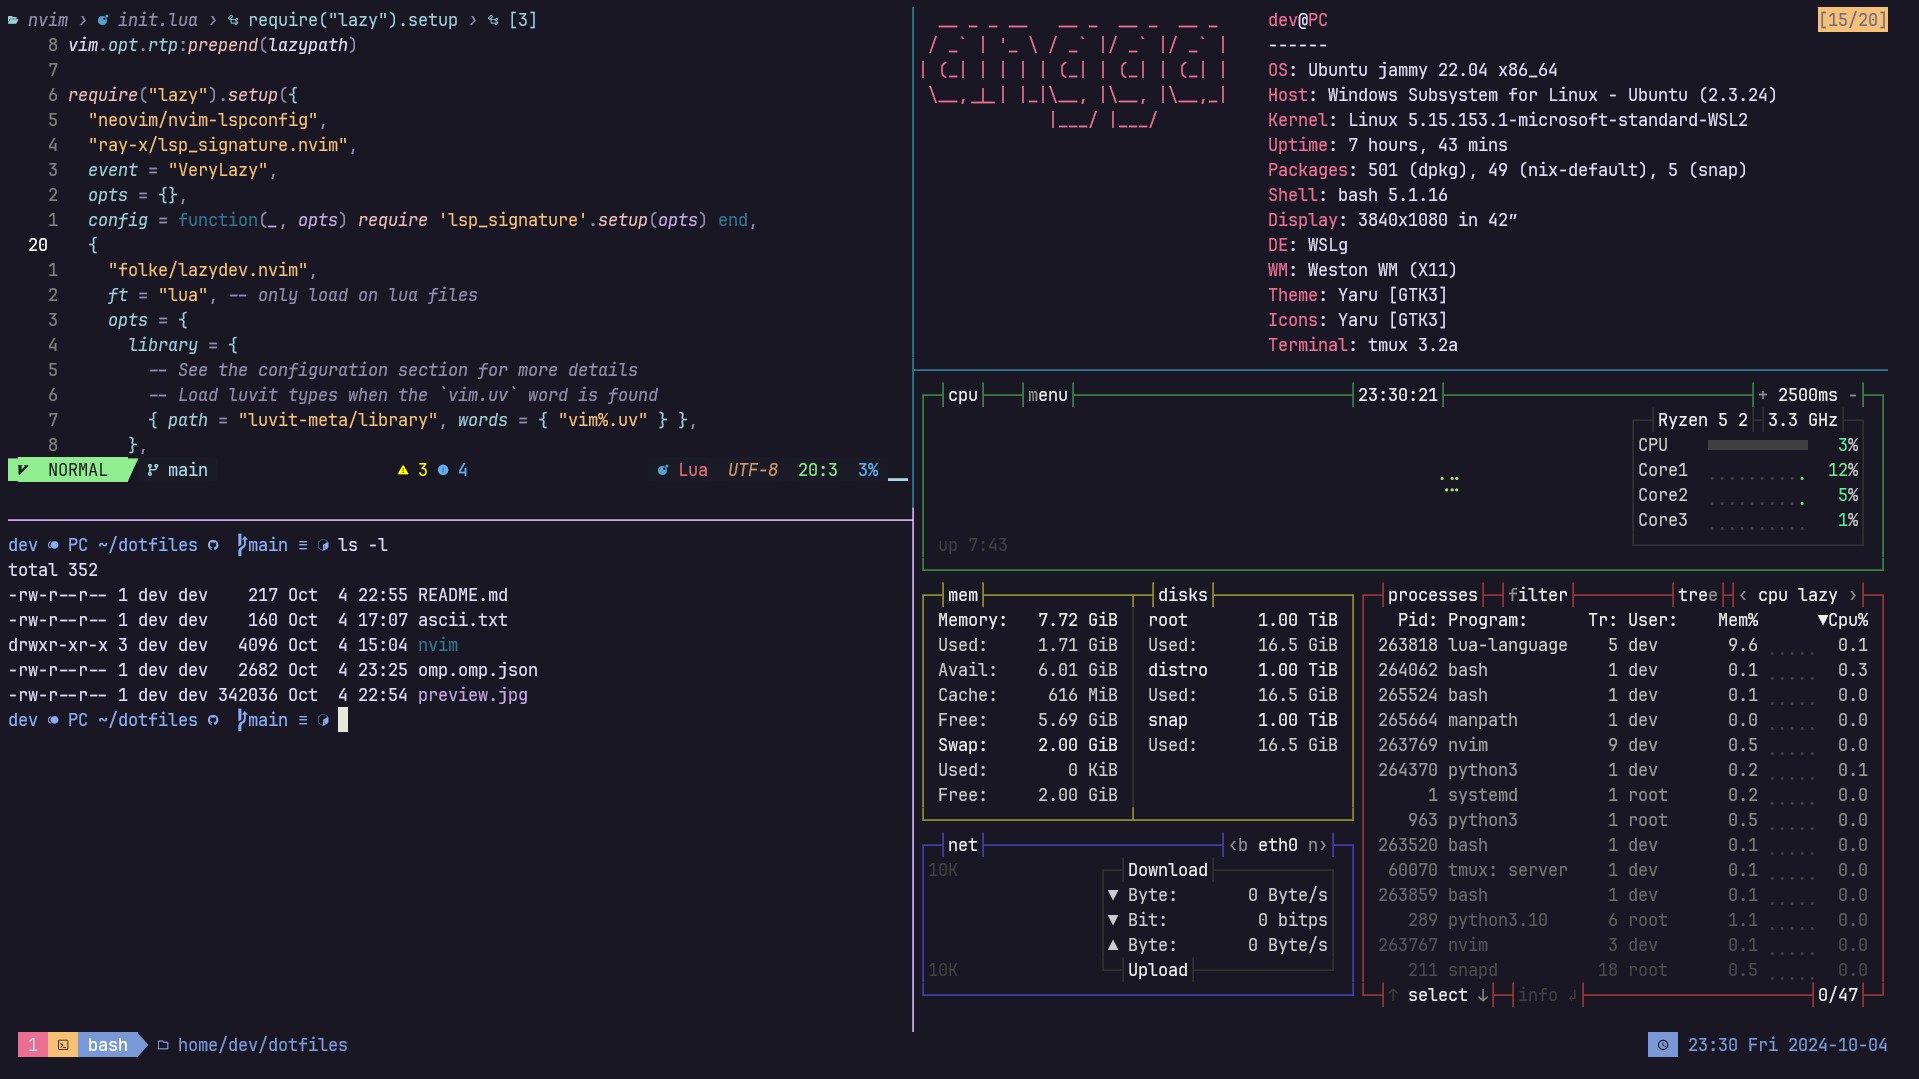 nvim › init.lua › require("lazy").setup › [3]
8 vim.opt.rtp:prepend(lazypath)
7
6 require("lazy").setup({
5 "neovim/nvim-lspconfig",
4 "ray-x/lsp_signature.nvim",
3 event = "VeryLazy",
2 opts = {},
1 config = function(_, opts) require 'lsp_signature'.setup(opts) end,
20 {
1 "folke/lazydev.nvim",
2 ft = "lua", -- only load on lua files
3 opts = {
4 library = {
5 -- See the configuration section for more details
6 -- Load luvit types when the `vim.uv` word is found
7 { path = "luvit-meta/library", words = { "vim%.uv" } },
8 },
NORMAL main 3 4 Lua UTF-8 20:3 3%
dev PC ~/dotfiles main ≡ ls -l
total 352
-rw-r--r-- 1 dev dev 217 Oct 4 22:55 README.md
-rw-r--r-- 1 dev dev 160 Oct 4 17:07 ascii.txt
drwxr-xr-x 3 dev dev 4096 Oct 4 15:04 nvim
-rw-r--r-- 1 dev dev 2682 Oct 4 23:25 omp.omp.json
-rw-r--r-- 1 dev dev 342036 Oct 4 22:54 preview.jpg
dev PC ~/dotfiles main ≡
dev@PC
[15/20]
------
OS: Ubuntu jammy 22.04 x86_64
Host: Windows Subsystem for Linux - Ubuntu (2.3.24)
Kernel: Linux 5.15.153.1-microsoft-standard-WSL2
Uptime: 7 hours, 43 mins
Packages: 501 (dpkg), 49 (nix-default), 5 (snap)
Shell: bash 5.1.16
Display: 3840x1080 in 42″
DE: WSLg
WM: Weston WM (X11)
Theme: Yaru [GTK3]
Icons: Yaru [GTK3]
Terminal: tmux 3.2a
cpu menu 23:30:21 + 2500ms -
Ryzen 5 2 3.3 GHz
CPU 3%
Core1 12%
Core2 5%
Core3 1%
up 7:43
mem
Memory: 7.72 GiB
Used: 1.71 GiB
Avail: 6.01 GiB
Cache: 616 MiB
Free: 5.69 GiB
Swap: 2.00 GiB
Used: 0 KiB
Free: 2.00 GiB
disks
root 1.00 TiB
Used: 16.5 GiB
distro 1.00 TiB
Used: 16.5 GiB
snap 1.00 TiB
Used: 16.5 GiB
net ‹b eth0 n›
10K
Download
▼ Byte: 0 Byte/s
▼ Bit: 0 bitps
▲ Byte: 0 Byte/s
Upload
10K
processes filter tree ‹ cpu lazy ›
Pid: Program: Tr: User: Mem% ▼Cpu%
263818 lua-language 5 dev 9.6 0.1
264062 bash 1 dev 0.1 0.3
265524 bash 1 dev 0.1 0.0
265664 manpath 1 dev 0.0 0.0
263769 nvim 9 dev 0.5 0.0
264370 python3 1 dev 0.2 0.1
1 systemd 1 root 0.2 0.0
963 python3 1 root 0.5 0.0
263520 bash 1 dev 0.1 0.0
60070 tmux: server 1 dev 0.1 0.0
263859 bash 1 dev 0.1 0.0
289 python3.10 6 root 1.1 0.0
263767 nvim 3 dev 0.1 0.0
211 snapd 18 root 0.5 0.0
↑ select ↓ info ↲ 0/47
1 bash home/dev/dotfiles
23:30 Fri 2024-10-04